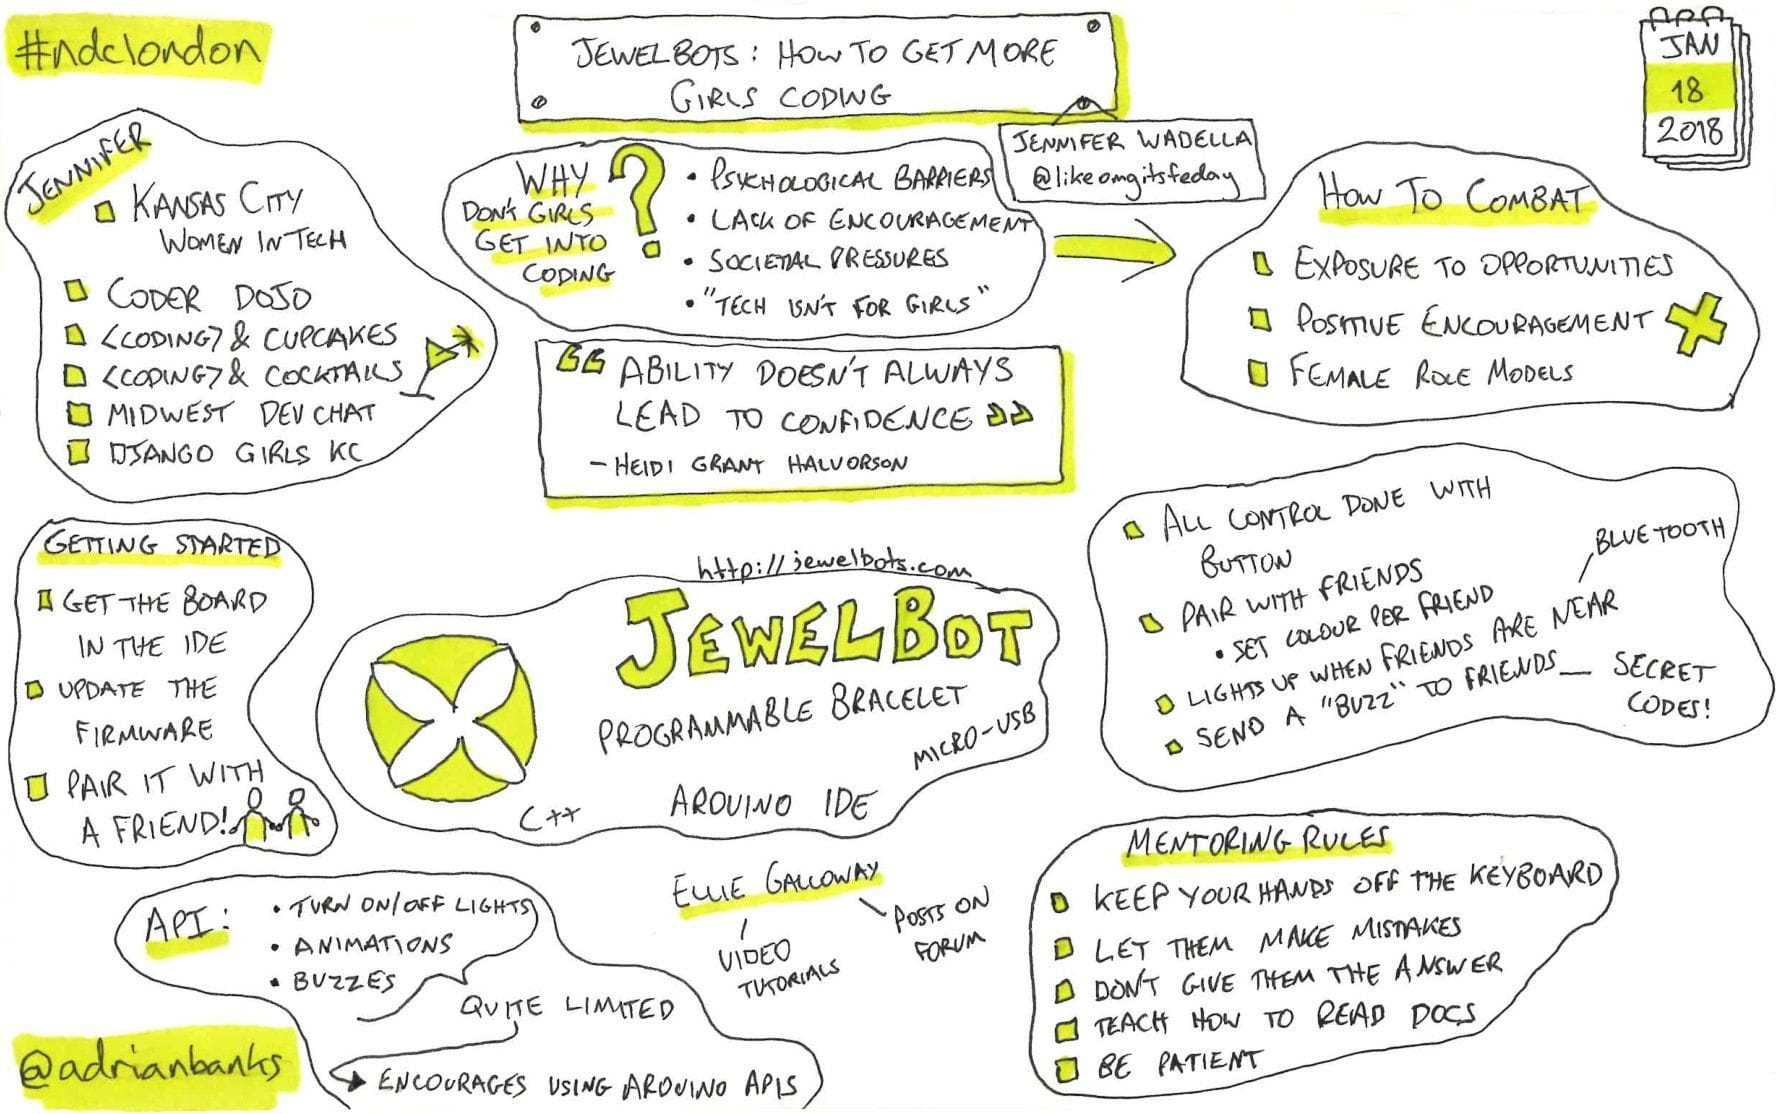 #ndclondon
JEWELBOTS: HOW TO GET MORE
GIRLS CODING
JAN
18
2018
JENNIFER WADELLA
@likeomgitsfeday
JENNIFER
KANSAS CITY
WOMEN IN TECH
CODER DOJO
<CODING> & CUPCAKES
<CODING> & COCKTAILS
MIDWEST DEV CHAT
DJANGO GIRLS KC
WHY
DON'T GIRLS
GET INTO
CODING
?
• PSYCHOLOGICAL BARRIERS
• LACK OF ENCOURAGEMENT
• SOCIETAL PRESSURES
• "TECH ISN'T FOR GIRLS"
HOW TO COMBAT
EXPOSURE TO OPPORTUNITIES
POSITIVE ENCOURAGEMENT
FEMALE ROLE MODELS
"ABILITY DOESN'T ALWAYS
LEAD TO CONFIDENCE"
- HEIDI GRANT HALVORSON
GETTING STARTED
GET THE BOARD
IN THE IDE
UPDATE THE
FIRMWARE
PAIR IT WITH
A FRIEND!
http://jewelbots.com
JEWELBOT
PROGRAMMABLE BRACELET
MICRO-USB
ARDUINO IDE
C++
ALL CONTROL DONE WITH
BUTTON
BLUETOOTH
PAIR WITH FRIENDS
• SET COLOUR PER FRIEND
LIGHTS UP WHEN FRIENDS ARE NEAR
SEND A "BUZZ" TO FRIENDS — SECRET
CODES!
API:
• TURN ON/OFF LIGHTS
• ANIMATIONS
• BUZZES
QUITE LIMITED
ENCOURAGES USING ARDUINO APIS
ELLIE GALLOWAY
VIDEO
TUTORIALS
POSTS ON
FORUM
MENTORING RULES
KEEP YOUR HANDS OFF THE KEYBOARD
LET THEM MAKE MISTAKES
DON'T GIVE THEM THE ANSWER
TEACH HOW TO READ DOCS
BE PATIENT
@adrianbanks